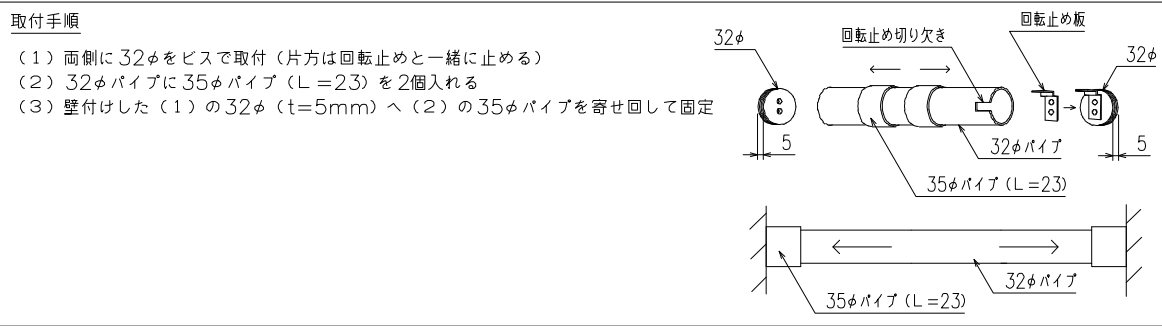 取付手順
(1)両側に32φをビスで取付(片方は回転止めと一緒に止める)
(2)32φパイプに35φパイプ(L=23)を2個入れる
(3)壁付けした(1)の32φ(t=5mm)へ(2)の35φパイプを寄せ回して固定
32φ
回転止め切り欠き
回転止め板
32φ
5
32φパイプ
5
35φパイプ(L=23)
32φパイプ
35φパイプ(L=23)